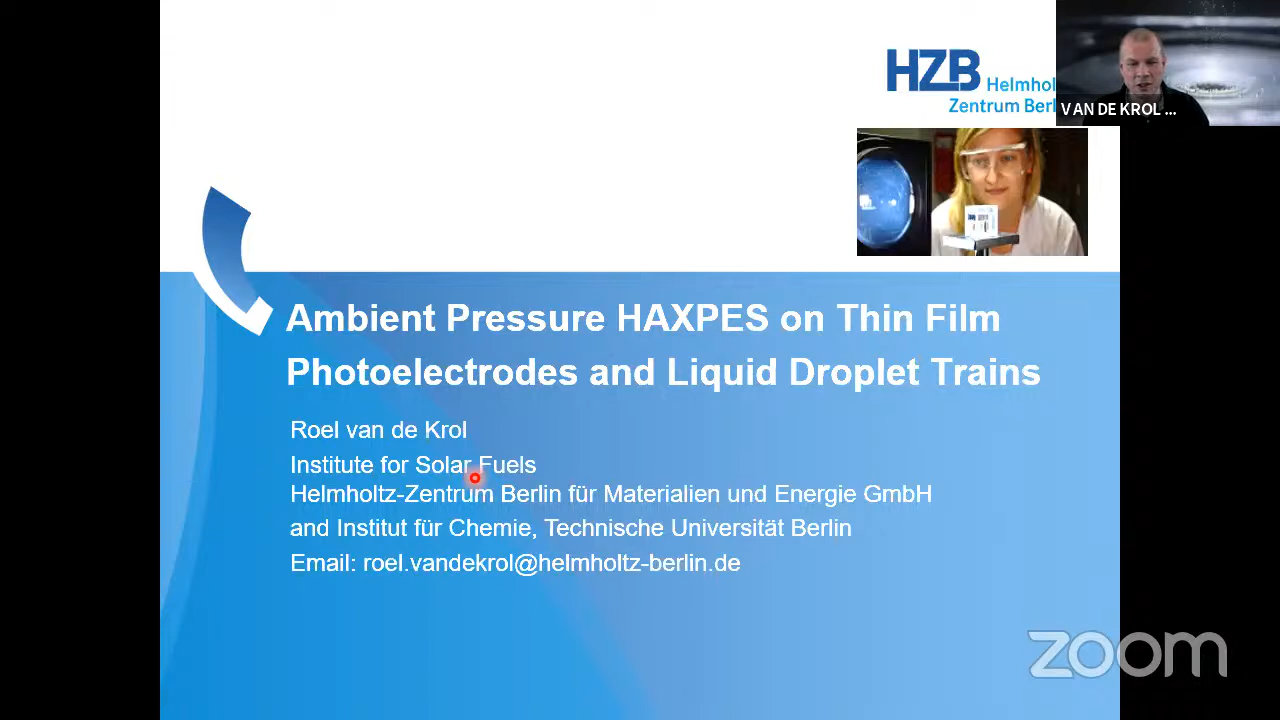 HZB Helmhol
Zentrum Berl
VAN DE KROL ...
Ambient Pressure HAXPES on Thin Film
Photoelectrodes and Liquid Droplet Trains
Roel van de Krol
Institute for Solar Fuels
Helmholtz-Zentrum Berlin für Materialien und Energie GmbH
and Institut für Chemie, Technische Universität Berlin
Email: roel.vandekrol@helmholtz-berlin.de
zoom